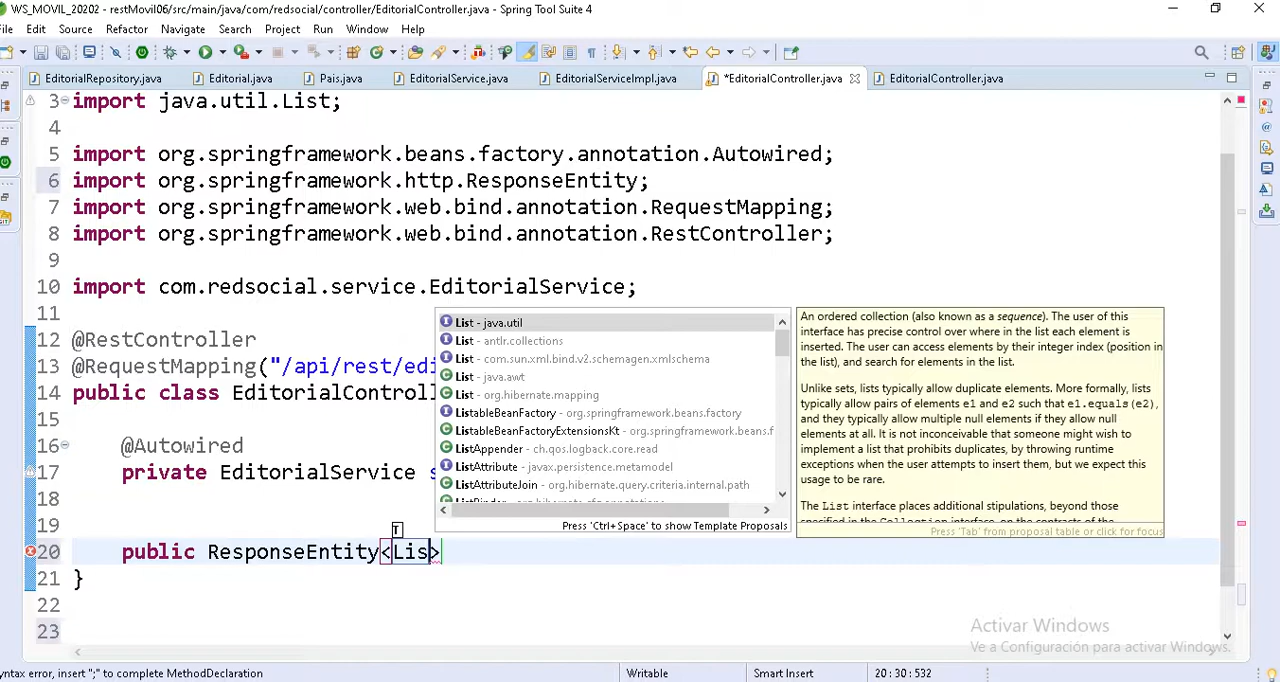 WS_MOVIL_20202 - restMovil06/src/main/java/com/redsocial/controller/EditorialController.java - Spring Tool Suite 4
File Edit Source Refactor Navigate Search Project Run Window Help
EditorialRepository.java Editorial.java Pais.java EditorialService.java EditorialServiceImpl.java *EditorialController.java EditorialController.java
3 import java.util.List;
4
5 import org.springframework.beans.factory.annotation.Autowired;
6 import org.springframework.http.ResponseEntity;
7 import org.springframework.web.bind.annotation.RequestMapping;
8 import org.springframework.web.bind.annotation.RestController;
9
10 import com.redsocial.service.EditorialService;
11
12 @RestController
13 @RequestMapping("/api/rest/edi
14 public class EditorialControll
15
16 @Autowired
17 private EditorialService s
18
19
20 public ResponseEntity<Lis>
21 }
22
23
List - java.util
List - antlr.collections
List - com.sun.xml.bind.v2.schemagen.xmlschema
List - java.awt
List - org.hibernate.mapping
ListableBeanFactory - org.springframework.beans.factory
ListableBeanFactoryExtensionsKt - org.springframework.beans.f
ListAppender - ch.qos.logback.core.read
ListAttribute - javax.persistence.metamodel
ListAttributeJoin - org.hibernate.query.criteria.internal.path
Press 'Ctrl+Space' to show Template Proposals
An ordered collection (also known as a sequence). The user of this
interface has precise control over where in the list each element is
inserted. The user can access elements by their integer index (position in
the list), and search for elements in the list.
Unlike sets, lists typically allow duplicate elements. More formally, lists
typically allow pairs of elements e1 and e2 such that e1.equals(e2),
and they typically allow multiple null elements if they allow null
elements at all. It is not inconceivable that someone might wish to
implement a list that prohibits duplicates, by throwing runtime
exceptions when the user attempts to insert them, but we expect this
usage to be rare.
The List interface places additional stipulations, beyond those
specified in the Collection interface, on the contracts of the
Press 'Tab' from proposal table or click for focus
Activar Windows
Ve a Configuración para activar Windows.
yntax error, insert ";" to complete MethodDeclaration Writable Smart Insert 20 : 30 : 532